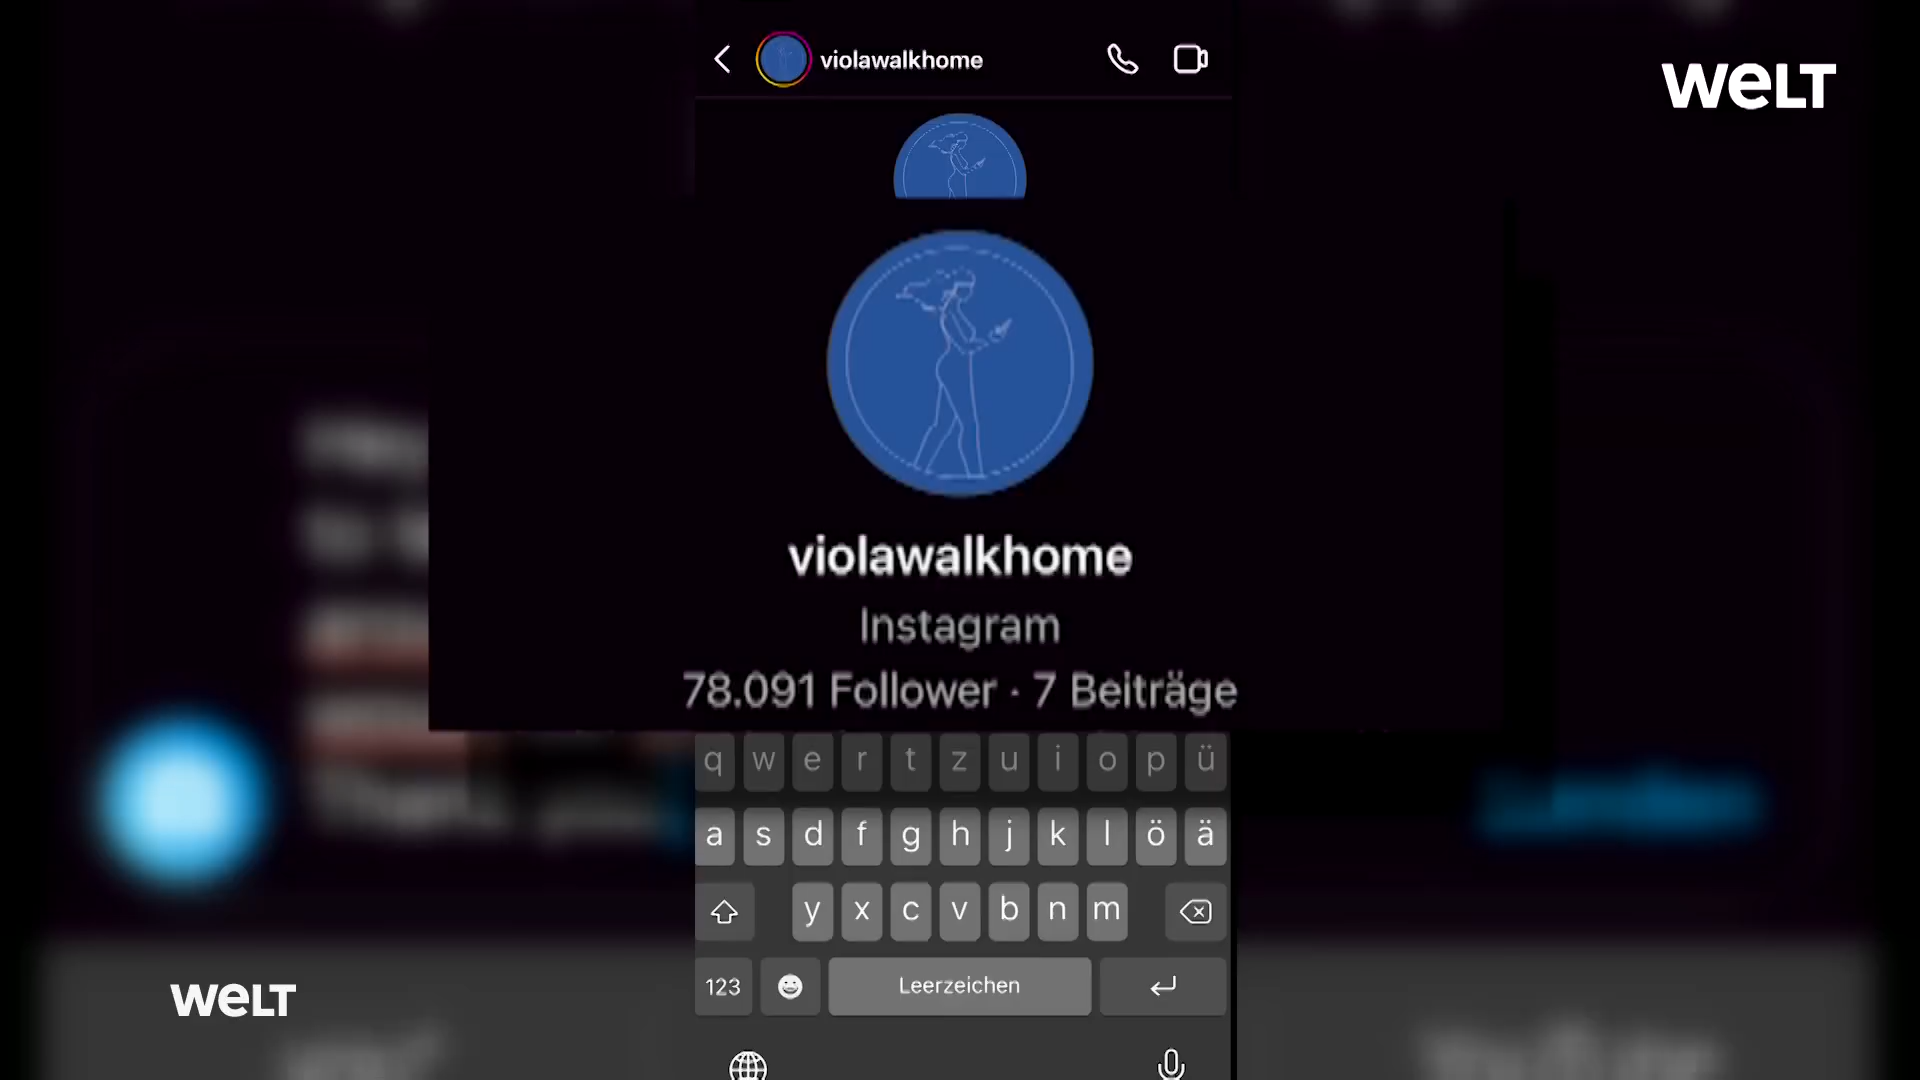 violawalkhome
WELT
violawalkhome
Instagram
78.091 Follower · 7 Beiträge
q w e r t z u i o p ü
a s d f g h j k l ö ä
y x c v b n m
123 Leerzeichen
WELT